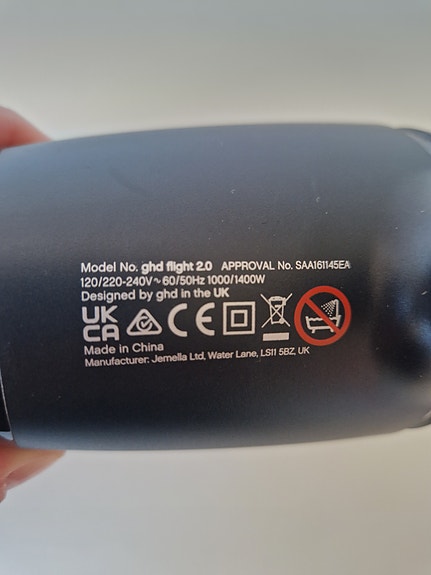 Model No. ghd flight 2.0 APPROVAL No. SAA161145EA
120/220-240V ~ 60/50Hz 1000/1400W
Designed by ghd in the UK
UK
CA CE
Made in China
Manufacturer: Jemella Ltd, Water Lane, LS11 5BZ, UK